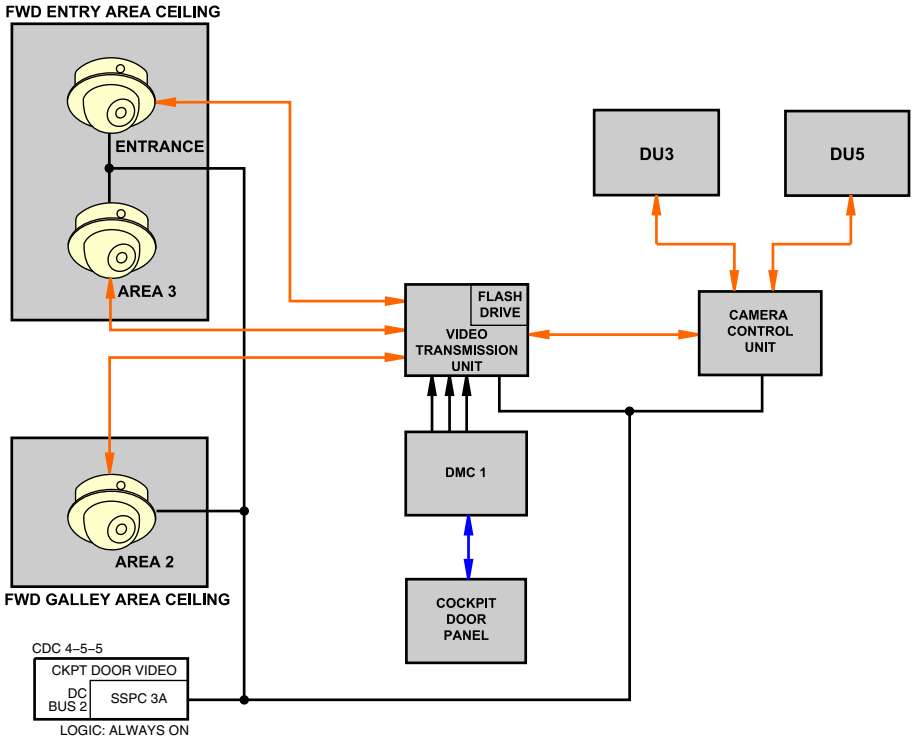 FWD ENTRY AREA CEILING
ENTRANCE
AREA 3
DU3
DU5
FLASH
DRIVE
VIDEO
TRANSMISSION
UNIT
CAMERA
CONTROL
UNIT
DMC 1
AREA 2
FWD GALLEY AREA CEILING
COCKPIT
DOOR
PANEL
CDC 4–5–5
CKPT DOOR VIDEO
DC
BUS 2
SSPC 3A
LOGIC: ALWAYS ON